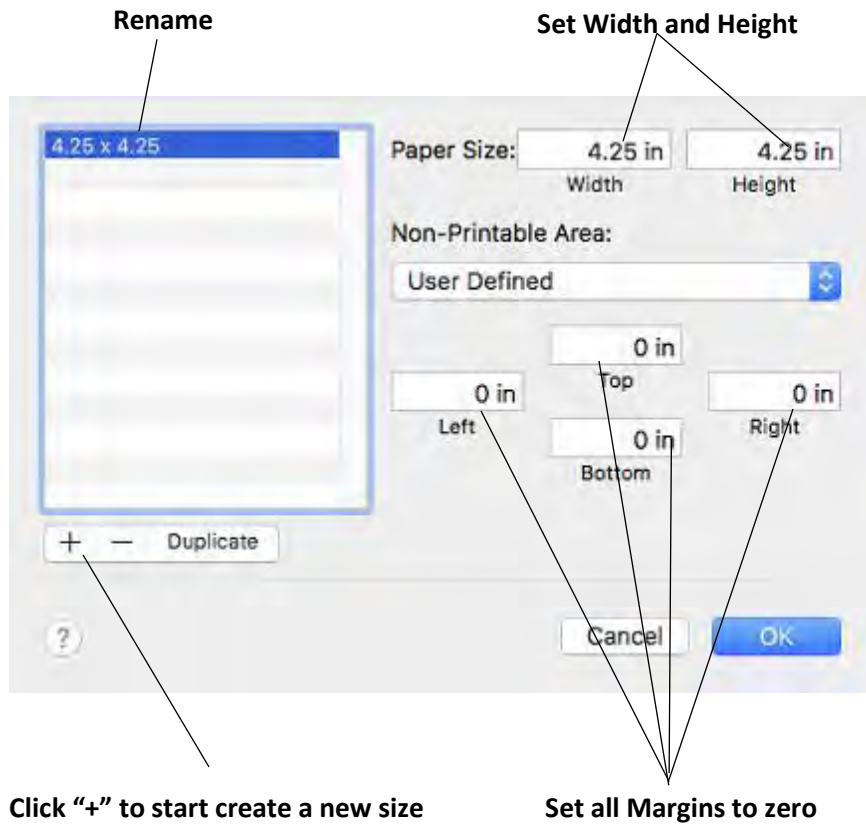 Rename
Set Width and Height
4.25 x 4.25
Paper Size: 4.25 in 4.25 in
Width Height
Non-Printable Area:
User Defined
0 in
Top
0 in 0 in
Left Right
0 in
Bottom
+ − Duplicate
? Cancel OK
Click “+” to start create a new size
Set all Margins to zero